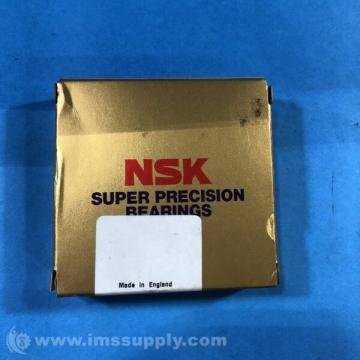 NSK
SUPER PRECISION
BEARINGS
Made in England
© www.imssupply.com